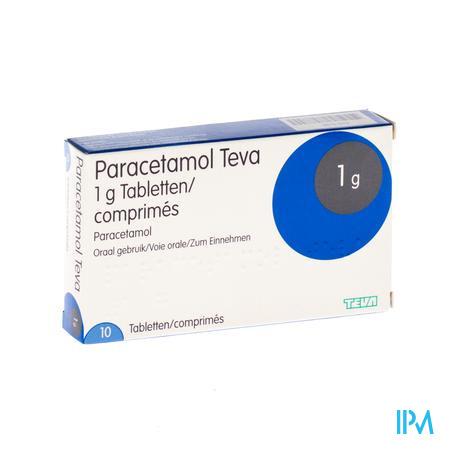 Paracetamol Teva
1 g Tabletten/
comprimés
Paracetamol
Oraal gebruik/Voie orale/Zum Einnehmen
1 g
TEVA
10 Tabletten/comprimés
Paracetamol Teva
1g
IPM